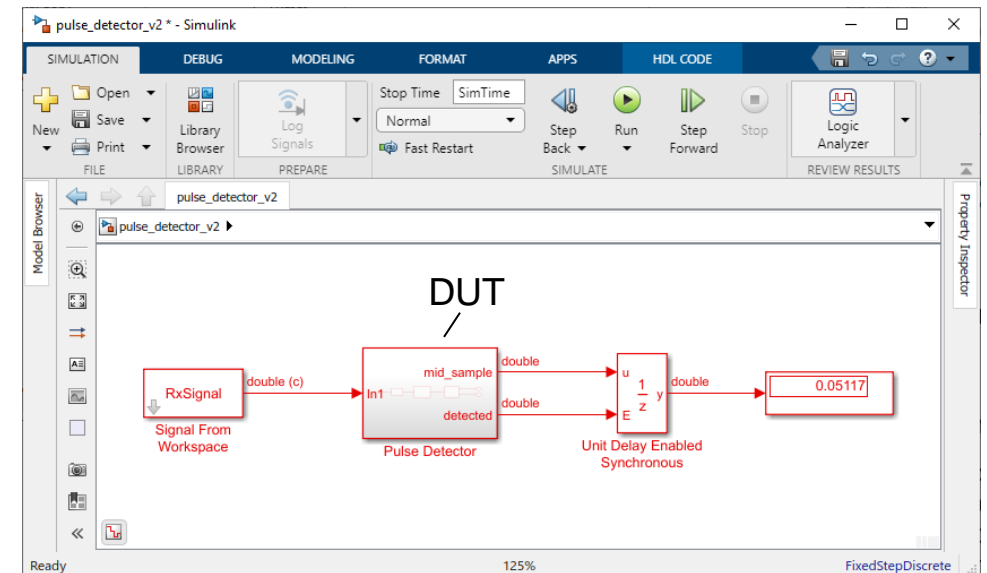 pulse_detector_v2 * - Simulink
SIMULATION DEBUG MODELING FORMAT APPS HDL CODE
?
New
Open
Save
Print
FILE
Library
Browser
LIBRARY
Log
Signals
PREPARE
Stop Time SimTime
Normal
Fast Restart
Step
Back
Run
Step
Forward
Stop
SIMULATE
Logic
Analyzer
REVIEW RESULTS
Model Browser
pulse_detector_v2
pulse_detector_v2
Property Inspector
DUT
RxSignal
Signal From
Workspace
double (c)
In1
mid_sample
detected
Pulse Detector
double
double
u
E
1
z
y
Unit Delay Enabled
Synchronous
double
0.05117
Ready
125%
FixedStepDiscrete